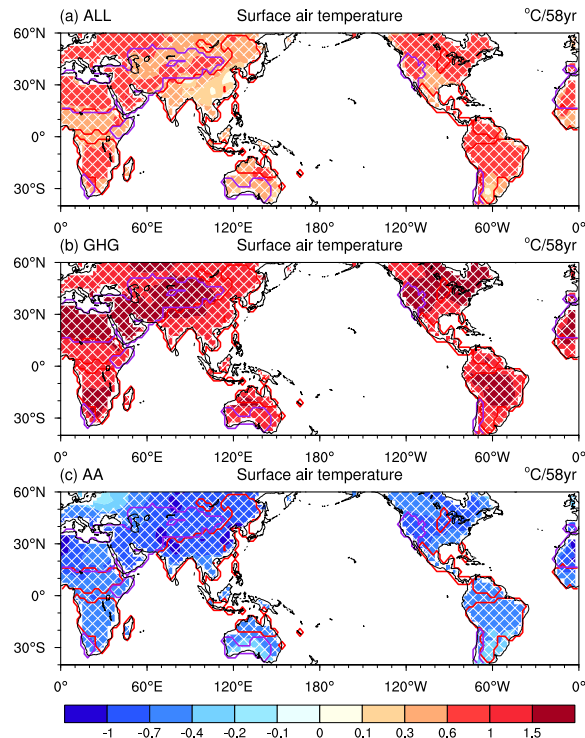 (a) ALL Surface air temperature °C/58yr
60°N
30°N
0°
30°S
0° 60°E 120°E 180° 120°W 60°W 0°
(b) GHG Surface air temperature °C/58yr
60°N
30°N
0°
30°S
0° 60°E 120°E 180° 120°W 60°W 0°
(c) AA Surface air temperature °C/58yr
60°N
30°N
0°
30°S
0° 60°E 120°E 180° 120°W 60°W 0°
-1 -0.7 -0.4 -0.2 -0.1 0 0.1 0.3 0.6 1 1.5